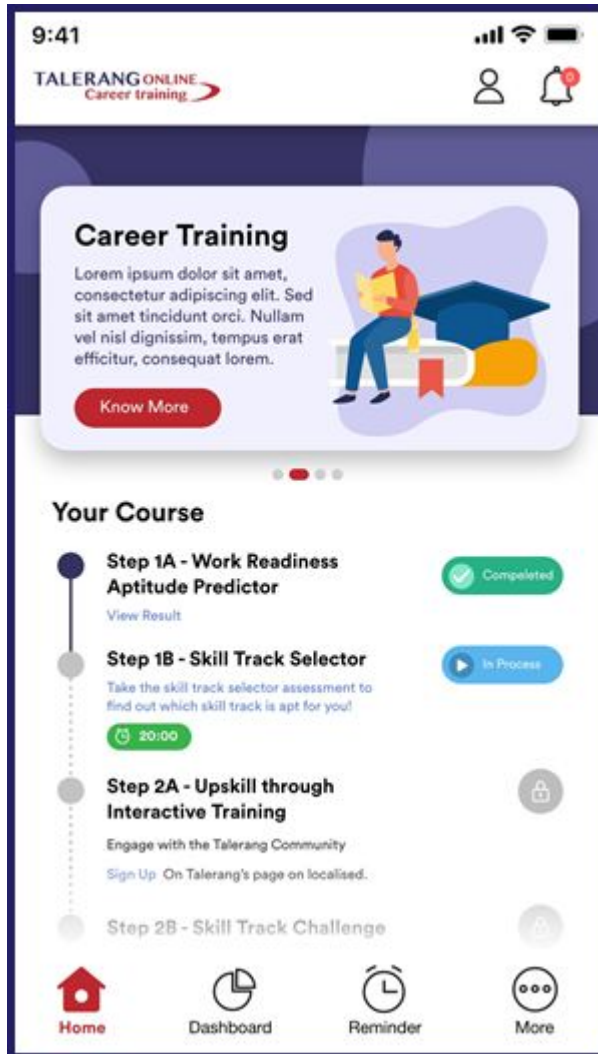 9:41
TALERANG ONLINE
Career training
0
Career Training
Lorem ipsum dolor sit amet,
consectetur adipiscing elit. Sed
sit amet tincidunt orci. Nullam
vel nisl dignissim, tempus erat
efficitur, consequat lorem.
Know More
Your Course
Step 1A - Work Readiness
Aptitude Predictor
Compeleted
View Result
Step 1B - Skill Track Selector
In Process
Take the skill track selector assessment to
find out which skill track is apt for you!
20:00
Step 2A - Upskill through
Interactive Training
Engage with the Talerang Community
Sign Up On Talerang's page on localised.
Step 2B - Skill Track Challenge
Home
Dashboard
Reminder
More